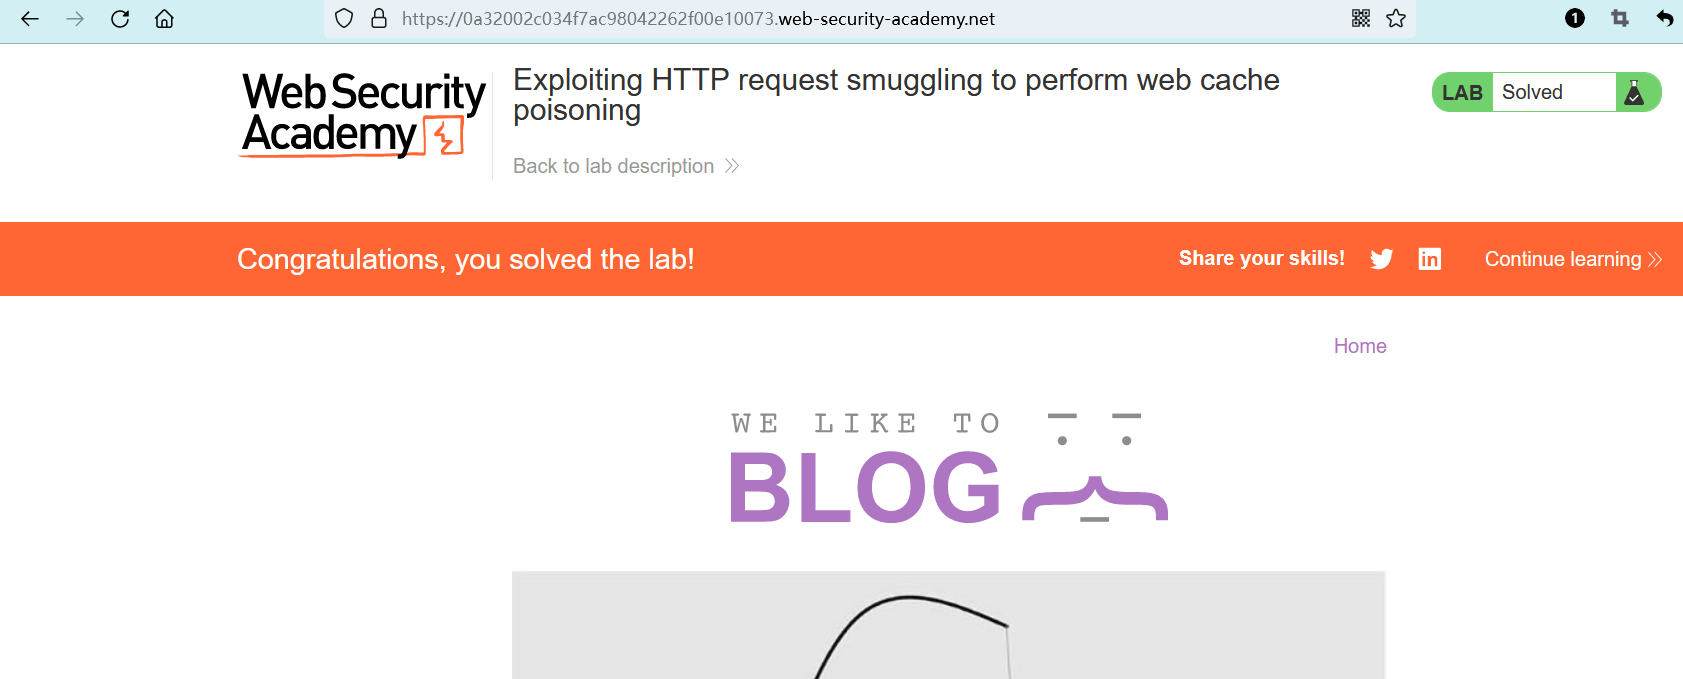 https://0a32002c034f7ac98042262f00e10073.web-security-academy.net
1
Web Security
Academy
Exploiting HTTP request smuggling to perform web cache
poisoning
Back to lab description
LAB Solved
Congratulations, you solved the lab!
Share your skills!
in
Continue learning
Home
WE LIKE TO
BLOG